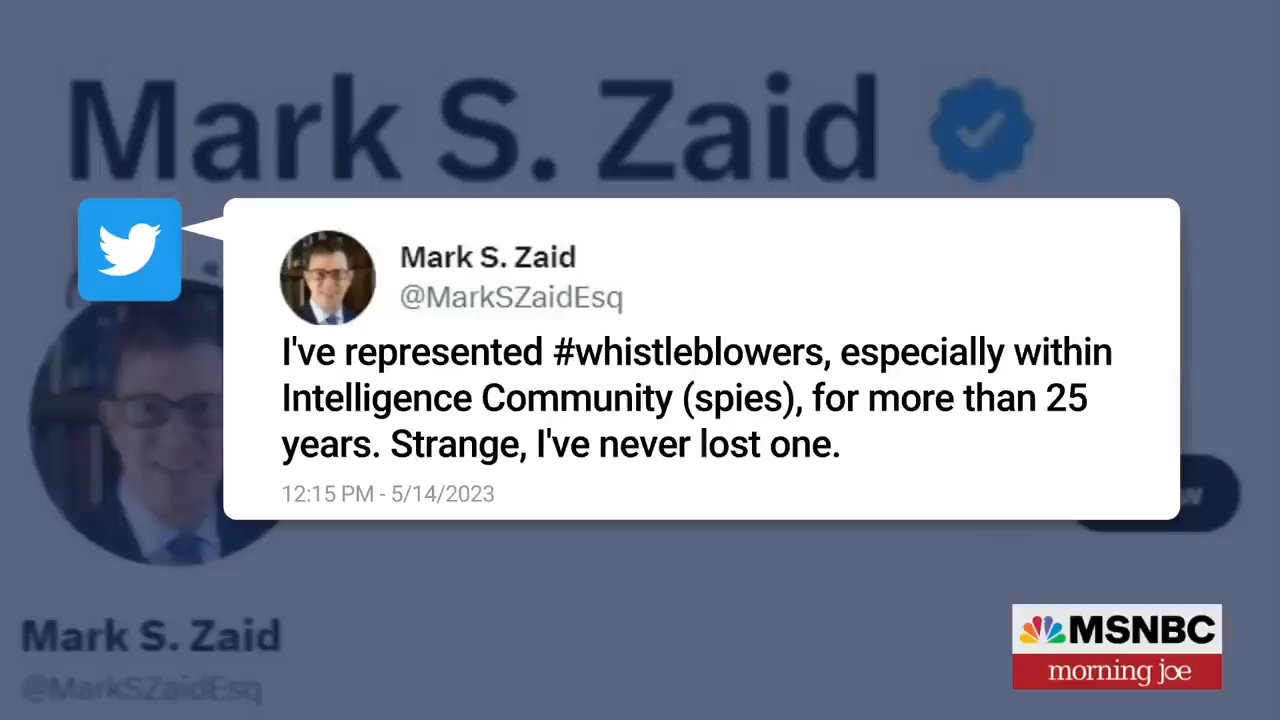 Mark S. Zaid
Mark S. Zaid
@MarkSZaidEsq
I've represented #whistleblowers, especially within
Intelligence Community (spies), for more than 25
years. Strange, I've never lost one.
12:15 PM - 5/14/2023
Mark S. Zaid
@MarkSZaidEsq
MSNBC
morning joe